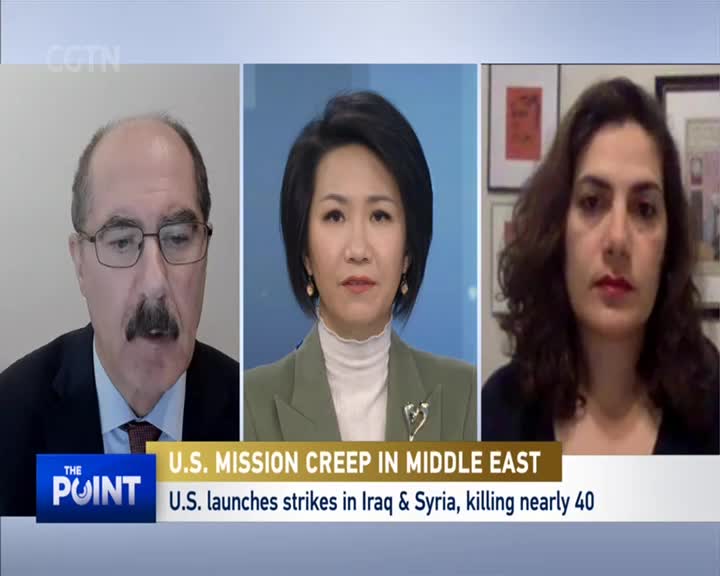 CGTN
U.S. MISSION CREEP IN MIDDLE EAST
THE
POINT
U.S. launches strikes in Iraq & Syria, killing nearly 40